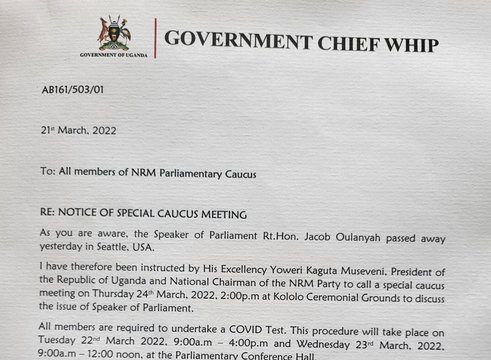 GOVERNMENT OF UGANDA
GOVERNMENT CHIEF WHIP
AB161/503/01
21st March, 2022
To: All members of NRM Parliamentary Caucus
RE: NOTICE OF SPECIAL CAUCUS MEETING
As you are aware, the Speaker of Parliament Rt.Hon. Jacob Oulanyah passed away
yesterday in Seattle, USA.
I have therefore been instructed by His Excellency Yoweri Kaguta Museveni, President of
the Republic of Uganda and National Chairman of the NRM Party to call a special caucus
meeting on Thursday 24th March, 2022, 2:00p.m at Kololo Ceremonial Grounds to discuss
the issue of Speaker of Parliament.
All members are required to undertake a COVID Test. This procedure will take place on
Tuesday 22nd March 2022, 9:00a.m – 4:00p.m and Wednesday 23rd March, 2022,
9:00a.m – 12:00 noon, at the Parliamentary Conference Hall.